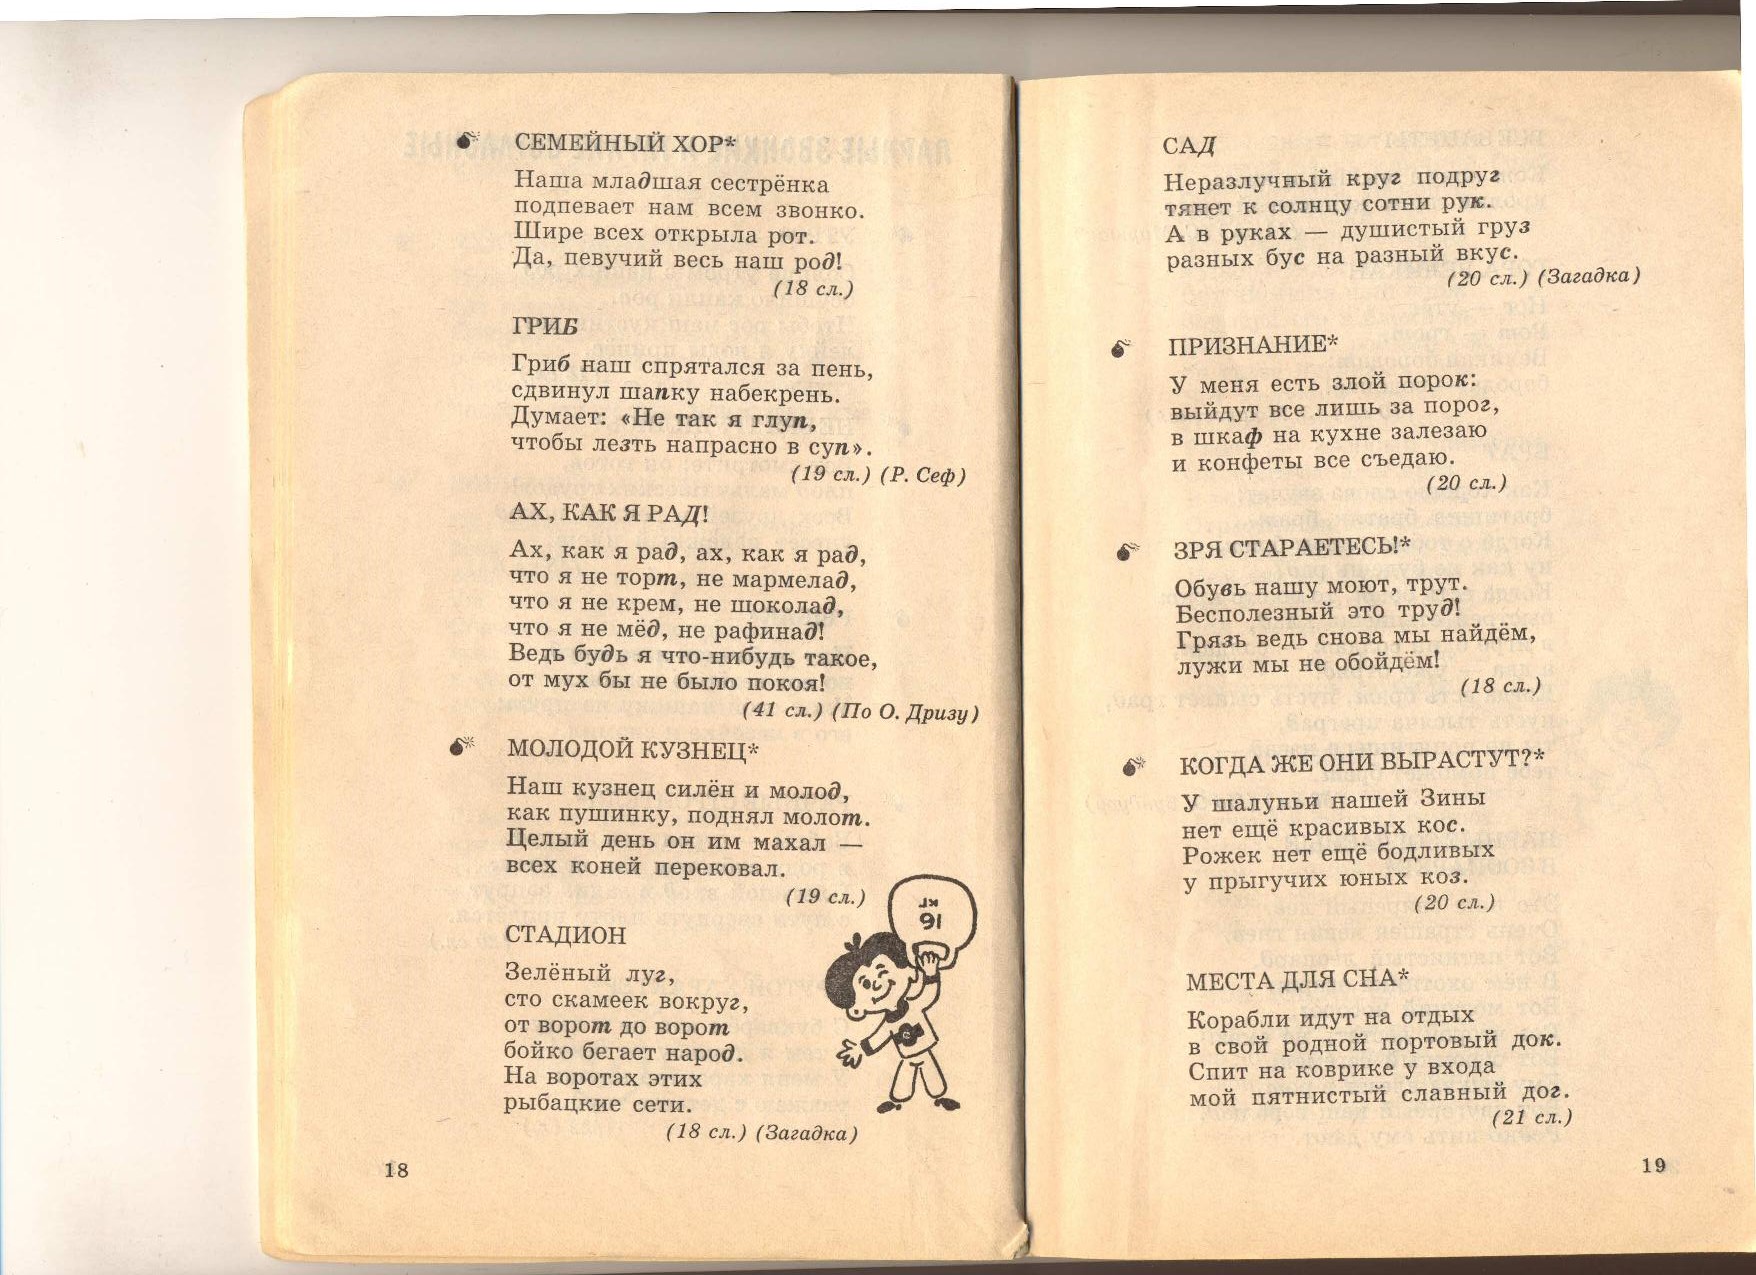 СЕМЕЙНЫЙ ХОР*
Наша младшая сестрёнка
подпевает нам всем звонко.
Шире всех открыла рот.
Да, певучий весь наш род!
(18 сл.)
ГРИБ
Гриб наш спрятался за пень,
сдвинул шапку набекрень.
Думает: «Не так я глуп,
чтобы лезть напрасно в суп».
(19 сл.) (Р. Сеф)
АХ, КАК Я РАД!
Ах, как я рад, ах, как я рад,
что я не торт, не мармелад,
что я не крем, не шоколад,
что я не мёд, не рафинад!
Ведь будь я что-нибудь такое,
от мух бы не было покоя!
(41 сл.) (По О. Дризу)
МОЛОДОЙ КУЗНЕЦ*
Наш кузнец силён и молод,
как пушинку, поднял молот.
Целый день он им махал —
всех коней перековал.
(19 сл.)
16
кг
СТАДИОН
Зелёный луг,
сто скамеек вокруг,
от ворот до ворот
бойко бегает народ.
На воротах этих
рыбацкие сети.
(18 сл.) (Загадка)
18
САД
Неразлучный круг подруг
тянет к солнцу сотни рук.
А в руках — душистый груз
разных бус на разный вкус.
(20 сл.) (Загадка)
ПРИЗНАНИЕ*
У меня есть злой порок:
выйдут все лишь за порог,
в шкаф на кухне залезаю
и конфеты все съедаю.
(20 сл.)
ЗРЯ СТАРАЕТЕСЬ!*
Обувь нашу моют, трут.
Бесполезный это труд!
Грязь ведь снова мы найдём,
лужи мы не обойдём!
(18 сл.)
КОГДА ЖЕ ОНИ ВЫРАСТУТ?*
У шалуньи нашей Зины
нет ещё красивых кос.
Рожек нет ещё бодливых
у прыгучих юных коз.
(20 сл.)
МЕСТА ДЛЯ СНА*
Корабли идут на отдых
в свой родной портовый док.
Спит на коврике у входа
мой пятнистый славный дог.
(21 сл.)
19